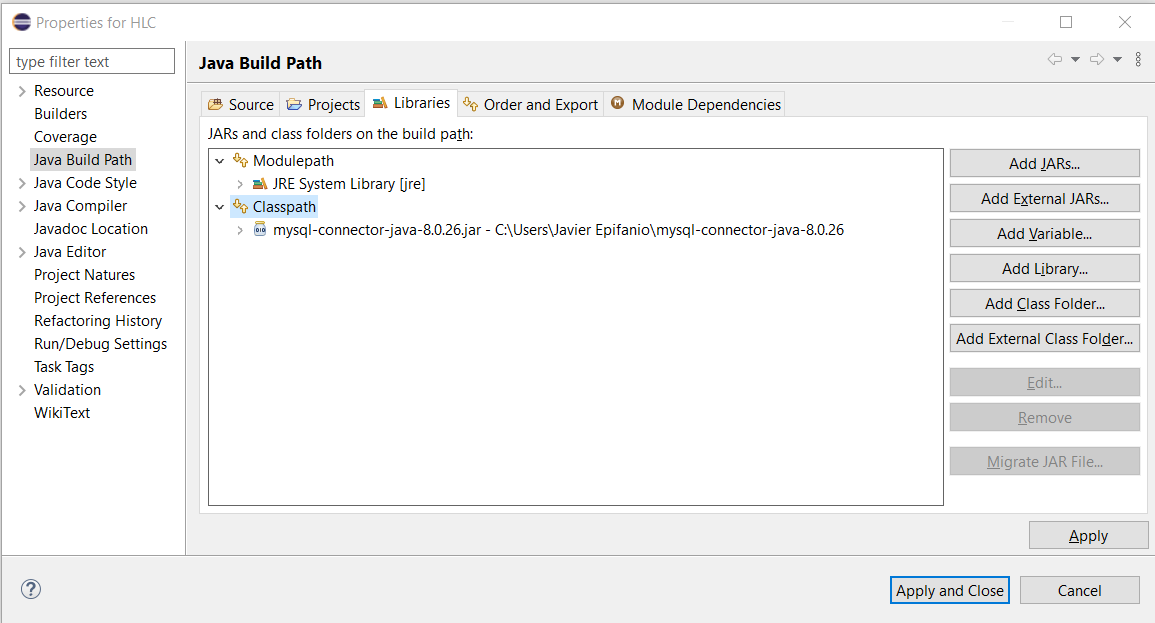 Properties for HLC
type filter text
Resource
Builders
Coverage
Java Build Path
Java Code Style
Java Compiler
Javadoc Location
Java Editor
Project Natures
Project References
Refactoring History
Run/Debug Settings
Task Tags
Validation
WikiText
Java Build Path
Source Projects Libraries Order and Export Module Dependencies
JARs and class folders on the build path:
Modulepath
JRE System Library [jre]
Classpath
mysql-connector-java-8.0.26.jar - C:\Users\Javier Epifanio\mysql-connector-java-8.0.26
Add JARs...
Add External JARs...
Add Variable...
Add Library...
Add Class Folder...
Add External Class Folder...
Edit...
Remove
Migrate JAR File...
Apply
Apply and Close
Cancel